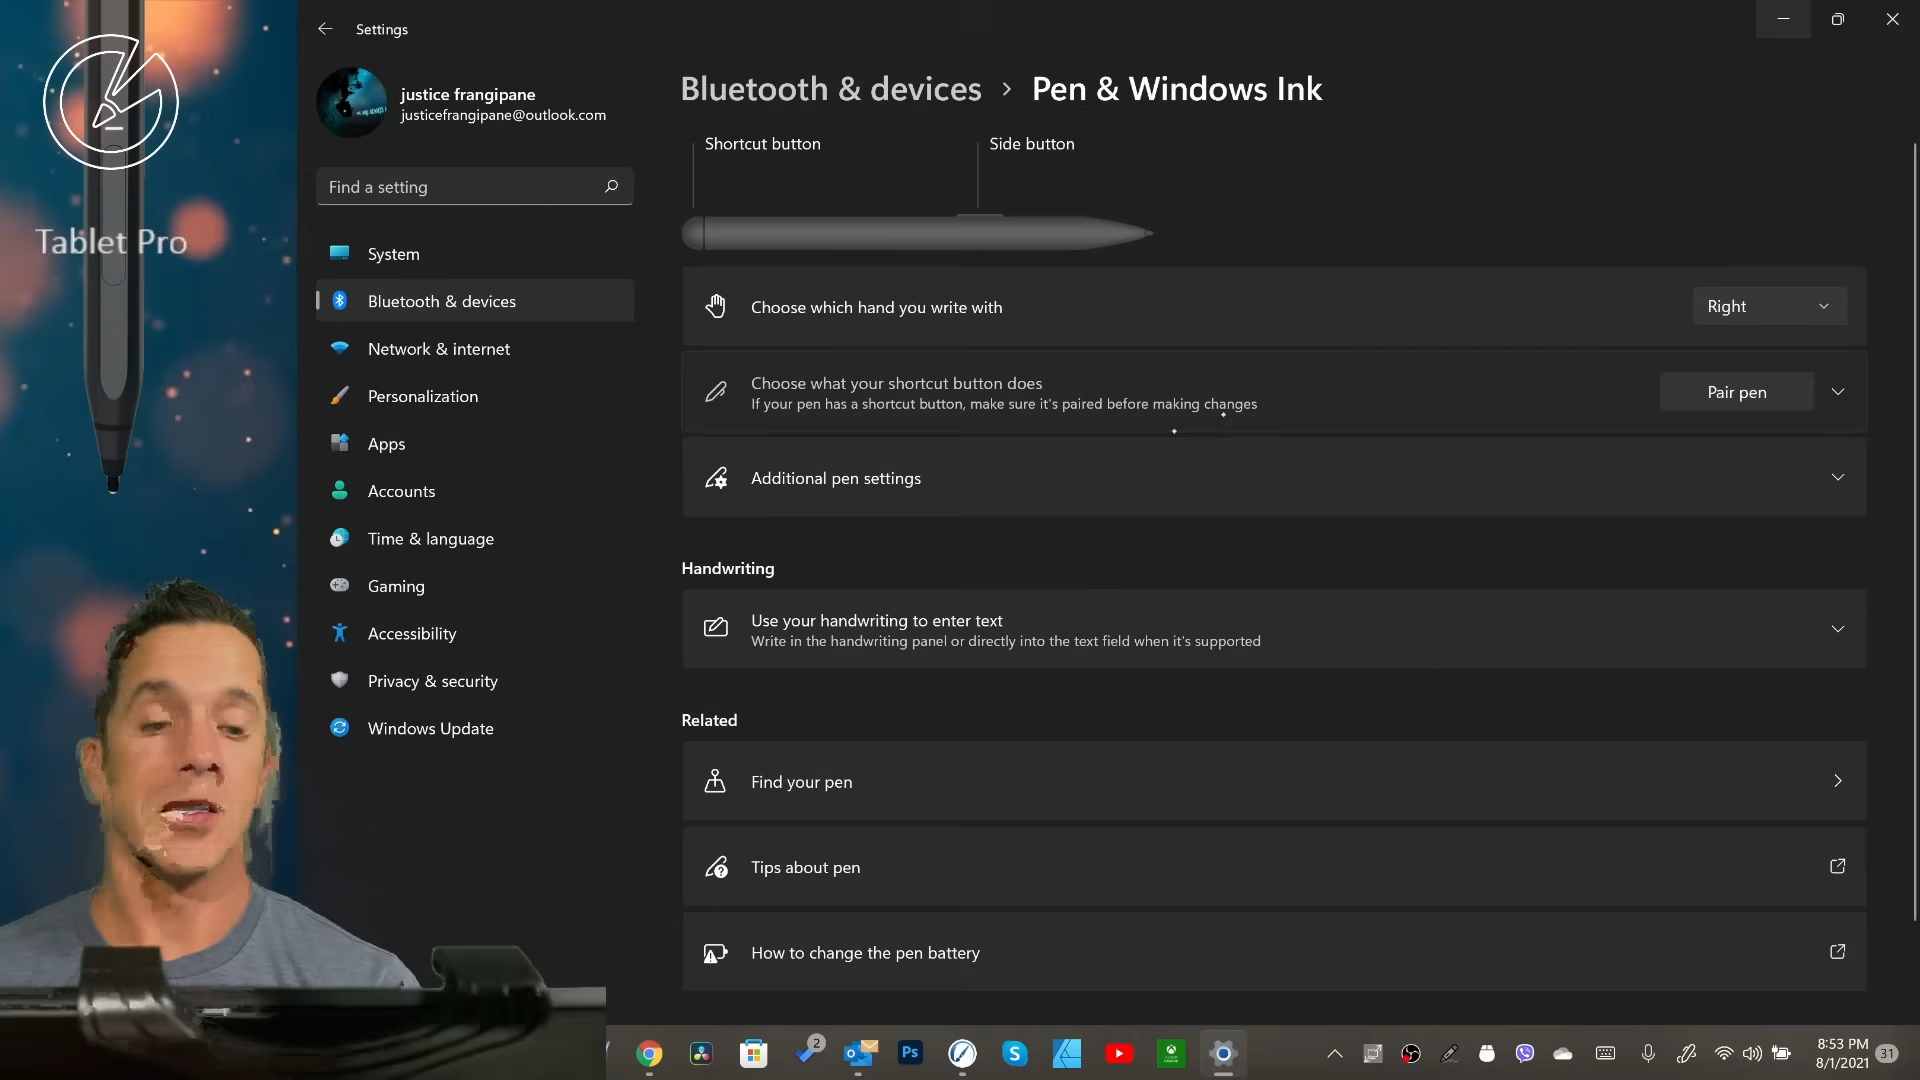 Settings
justice frangipane
justicefrangipane@outlook.com
Find a setting
Tablet Pro
System
Bluetooth & devices
Network & internet
Personalization
Apps
Accounts
Time & language
Gaming
Accessibility
Privacy & security
Windows Update
Bluetooth & devices > Pen & Windows Ink
Shortcut button
Side button
Choose which hand you write with
Right
Choose what your shortcut button does
If your pen has a shortcut button, make sure it's paired before making changes
Pair pen
Additional pen settings
Handwriting
Use your handwriting to enter text
Write in the handwriting panel or directly into the text field when it's supported
Related
Find your pen
Tips about pen
How to change the pen battery
2
Ps
8:53 PM
8/1/2021
31